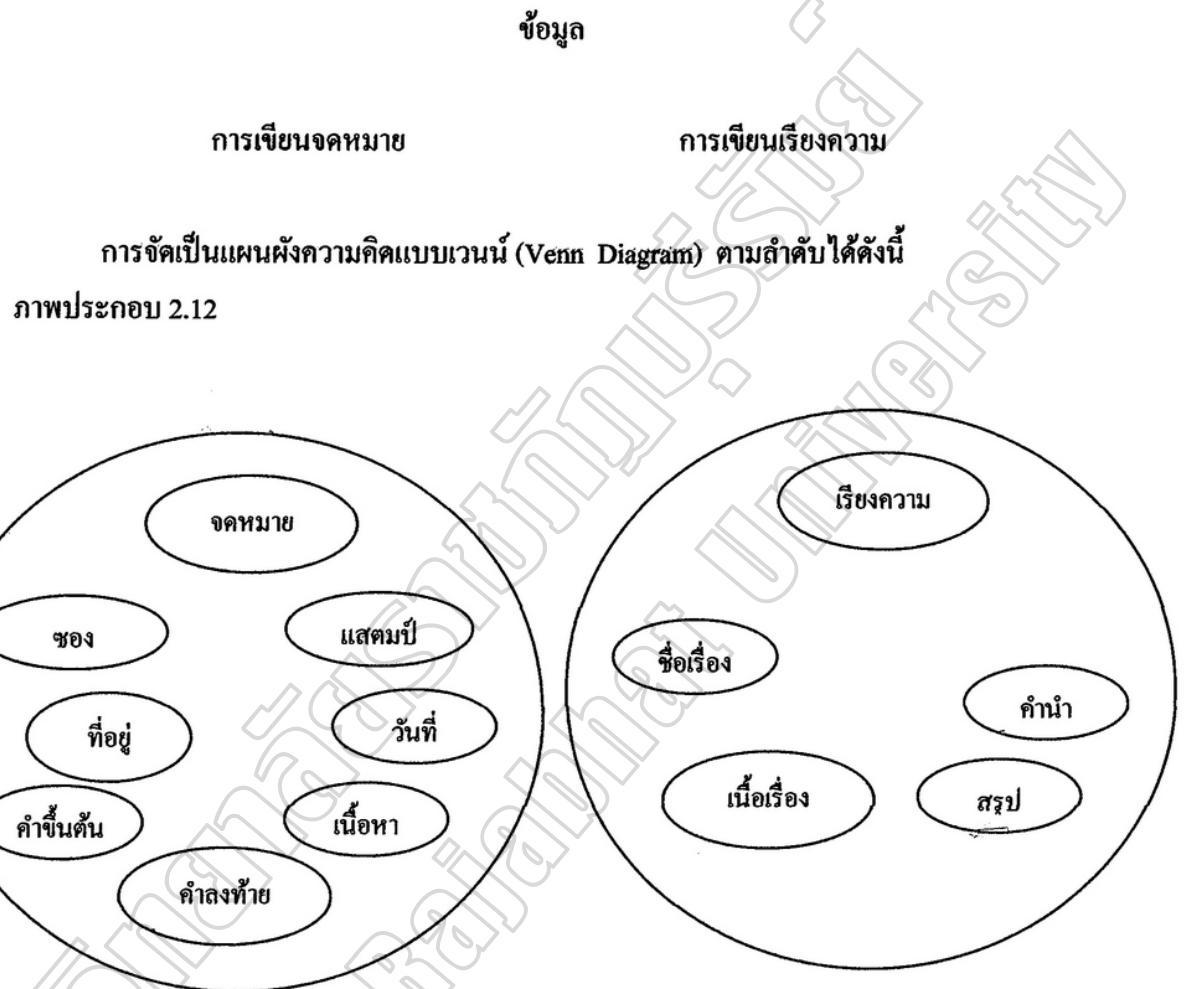 ข้อมูล
การเขียนจดหมาย การเขียนเรียงความ
การจัดเป็นแผนผังความคิดแบบเวนน์ (Venn Diagram) ตามลำดับได้ดังนี้
ภาพประกอบ 2.12
จดหมาย
ซอง
แสตมป์
ที่อยู่
วันที่
คำขึ้นต้น
เนื้อหา
คำลงท้าย
เรียงความ
ชื่อเรื่อง
คำนำ
เนื้อเรื่อง
สรุป
Rajabhat University